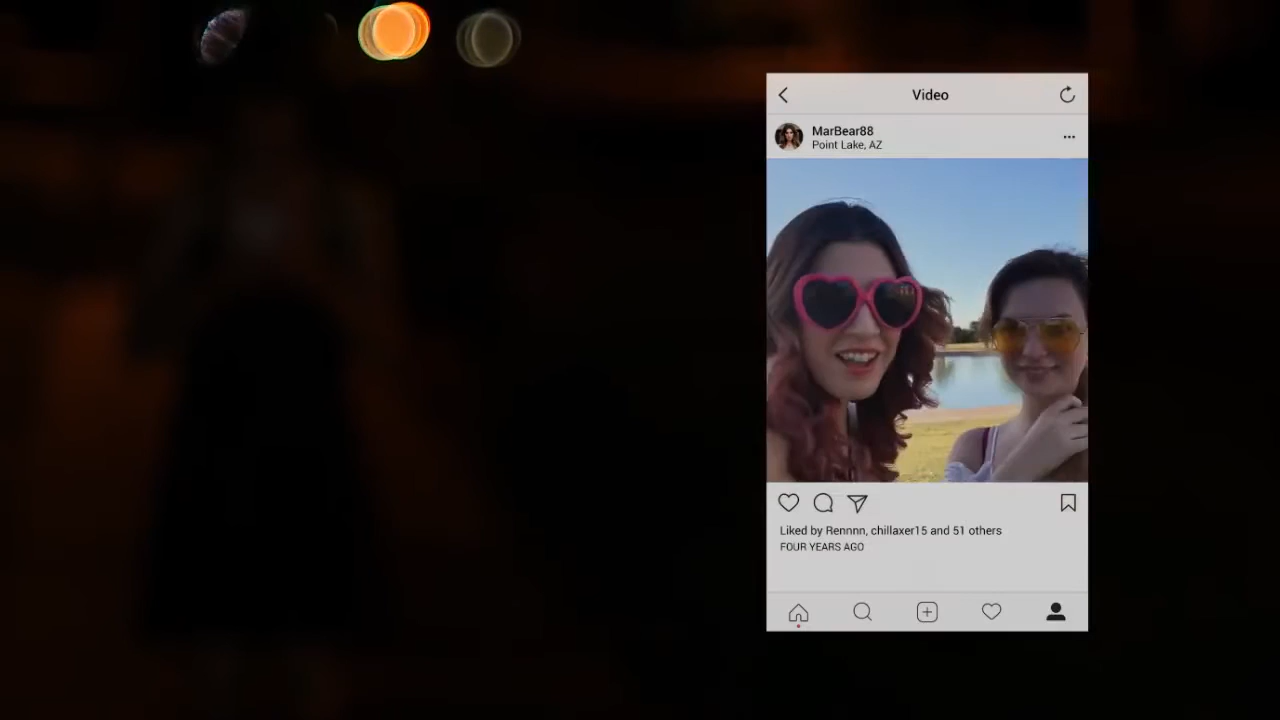 Video
MarBear88
Point Lake, AZ
Liked by Rennnn, chillaxer15 and 51 others
FOUR YEARS AGO